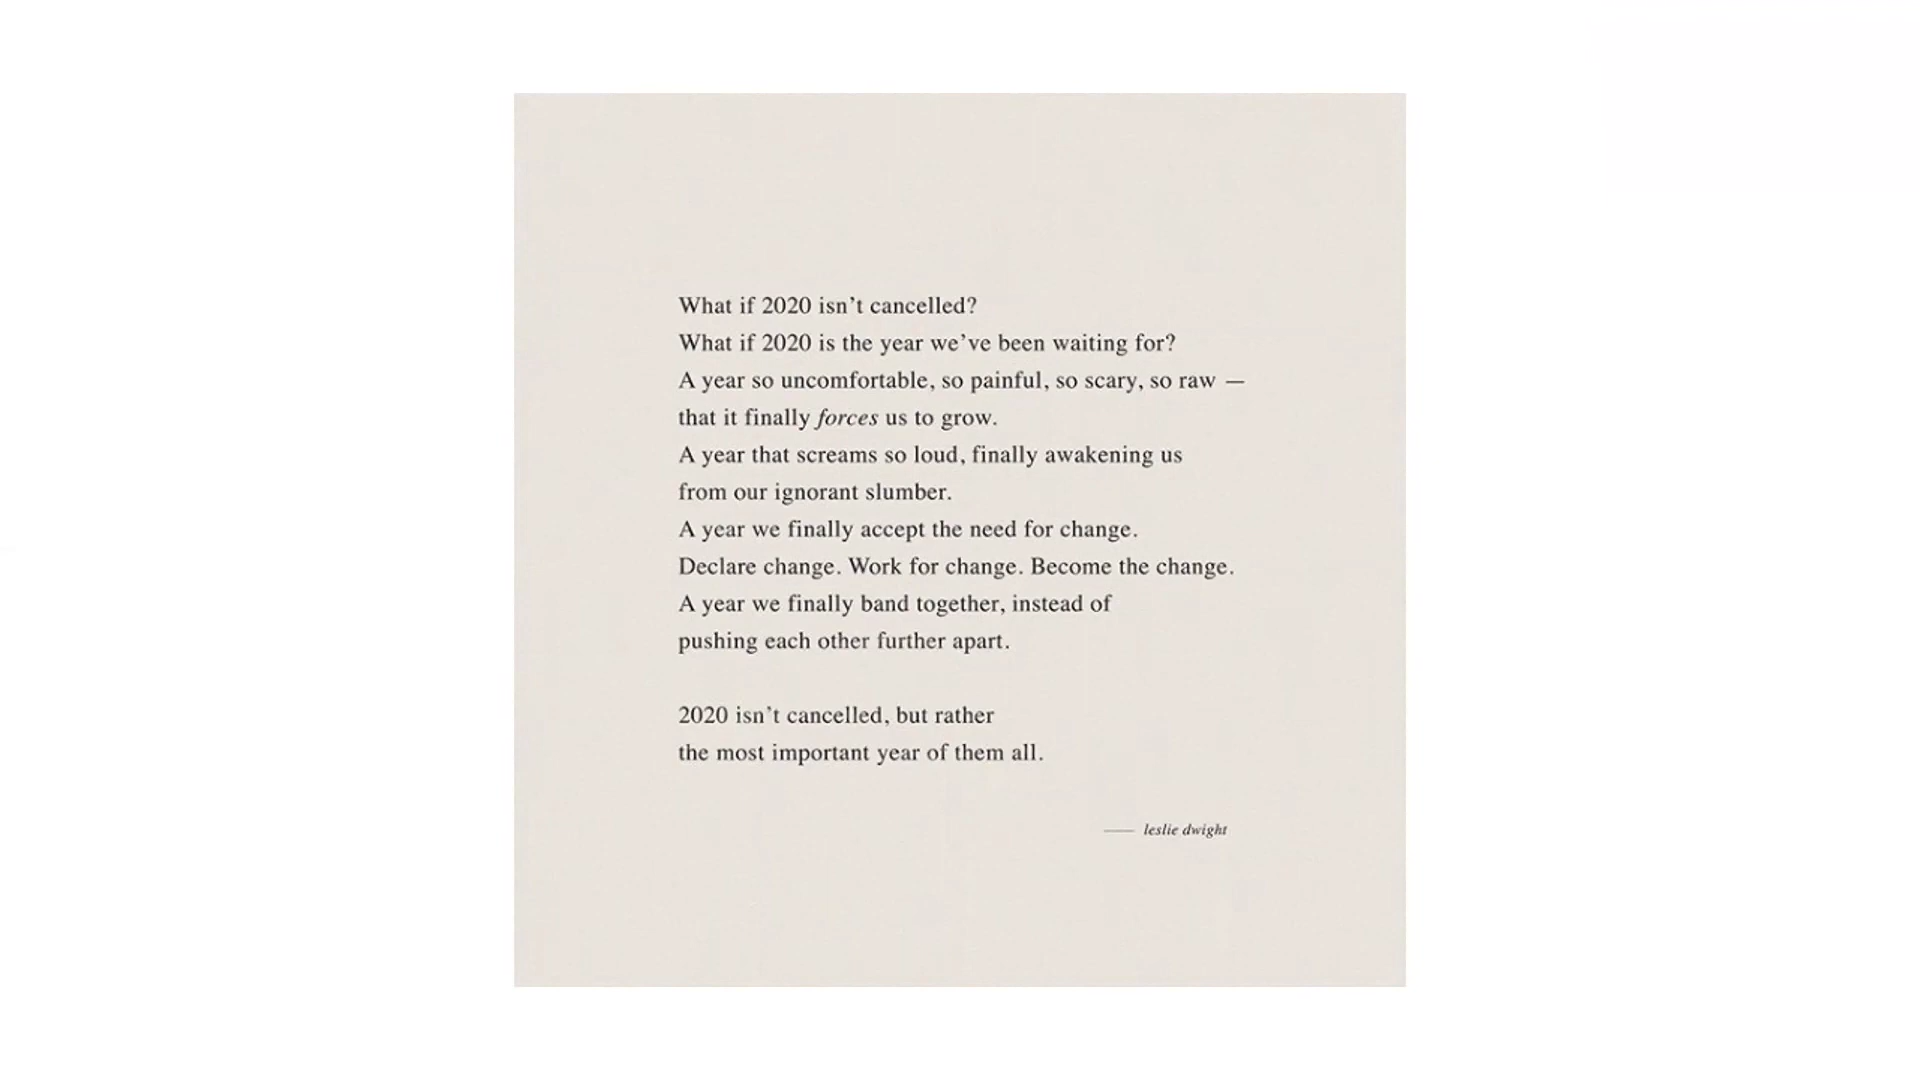 What if 2020 isn’t cancelled?
What if 2020 is the year we’ve been waiting for?
A year so uncomfortable, so painful, so scary, so raw —
that it finally forces us to grow.
A year that screams so loud, finally awakening us
from our ignorant slumber.
A year we finally accept the need for change.
Declare change. Work for change. Become the change.
A year we finally band together, instead of
pushing each other further apart.
2020 isn’t cancelled, but rather
the most important year of them all.
—— leslie dwight